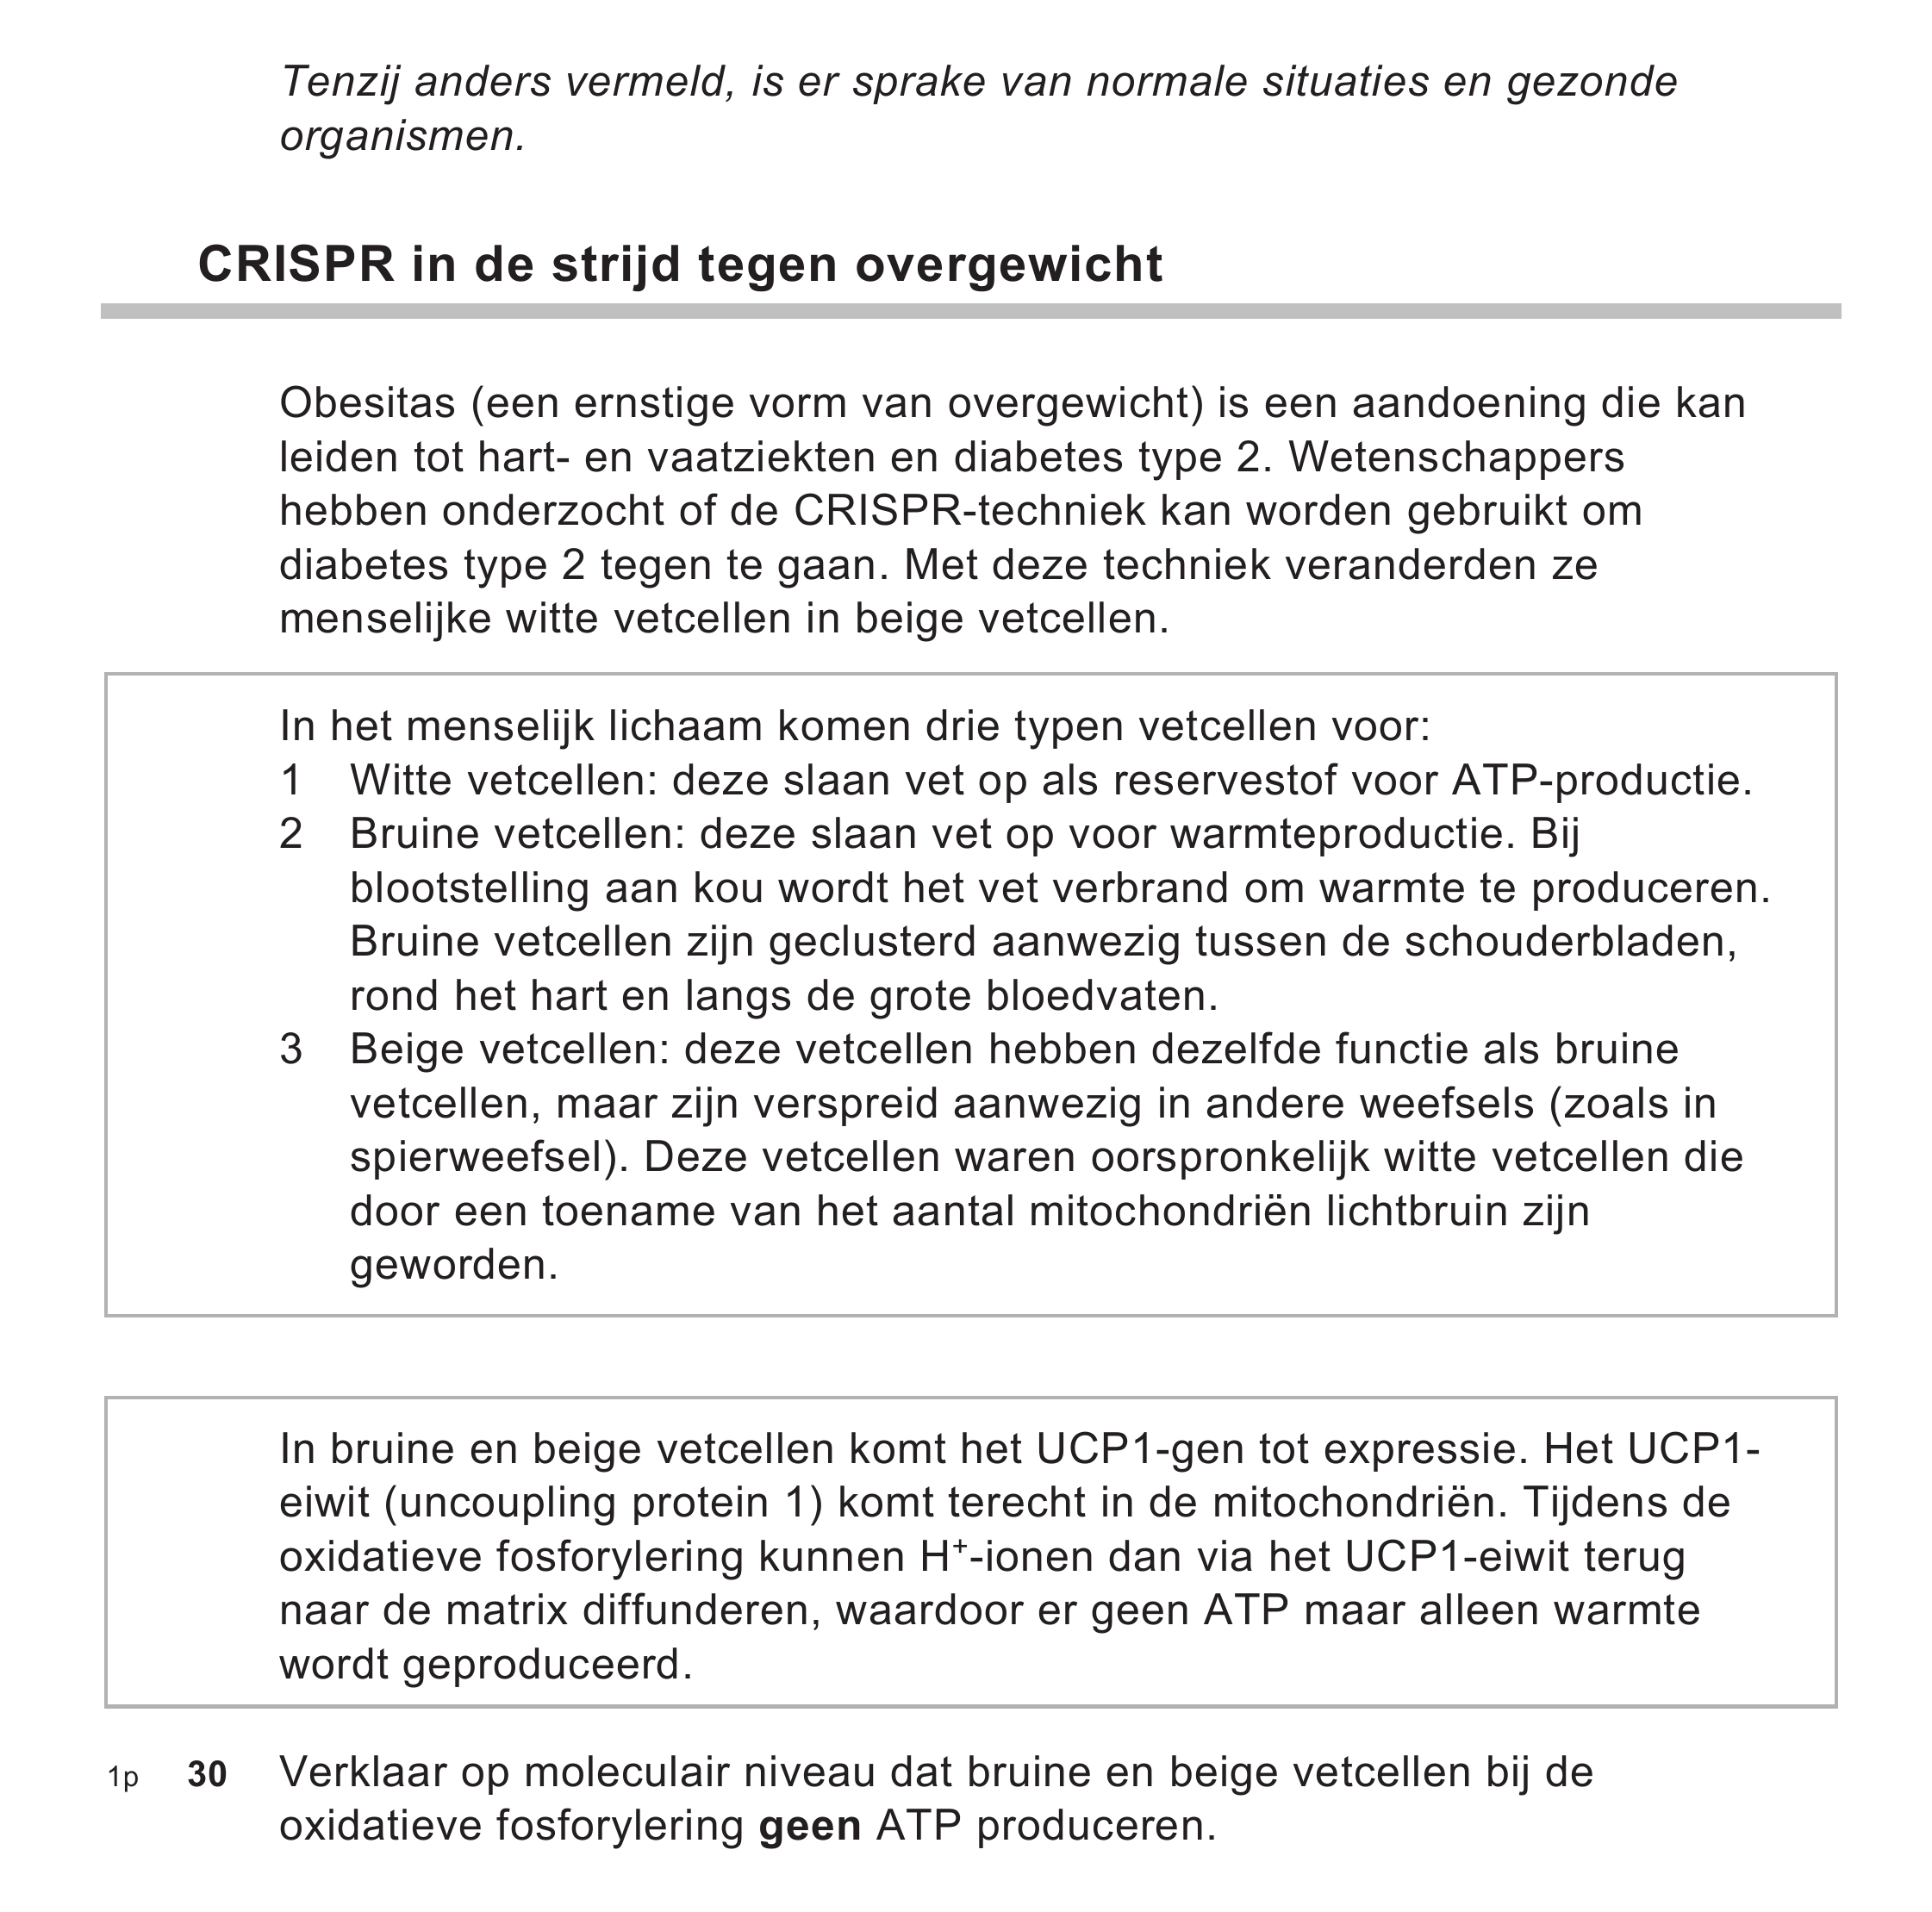 Tenzij anders vermeld, is er sprake van normale situaties en gezonde
organismen.
CRISPR in de strijd tegen overgewicht
Obesitas (een ernstige vorm van overgewicht) is een aandoening die kan
leiden tot hart- en vaatziekten en diabetes type 2. Wetenschappers
hebben onderzocht of de CRISPR-techniek kan worden gebruikt om
diabetes type 2 tegen te gaan. Met deze techniek veranderden ze
menselijke witte vetcellen in beige vetcellen.
In het menselijk lichaam komen drie typen vetcellen voor:
1 Witte vetcellen: deze slaan vet op als reservestof voor ATP-productie.
2 Bruine vetcellen: deze slaan vet op voor warmteproductie. Bij
blootstelling aan kou wordt het vet verbrand om warmte te produceren.
Bruine vetcellen zijn geclusterd aanwezig tussen de schouderbladen,
rond het hart en langs de grote bloedvaten.
3 Beige vetcellen: deze vetcellen hebben dezelfde functie als bruine
vetcellen, maar zijn verspreid aanwezig in andere weefsels (zoals in
spierweefsel). Deze vetcellen waren oorspronkelijk witte vetcellen die
door een toename van het aantal mitochondriën lichtbruin zijn
geworden.
In bruine en beige vetcellen komt het UCP1-gen tot expressie. Het UCP1-
eiwit (uncoupling protein 1) komt terecht in de mitochondriën. Tijdens de
oxidatieve fosforylering kunnen H⁺-ionen dan via het UCP1-eiwit terug
naar de matrix diffunderen, waardoor er geen ATP maar alleen warmte
wordt geproduceerd.
1p 30 Verklaar op moleculair niveau dat bruine en beige vetcellen bij de
oxidatieve fosforylering geen ATP produceren.